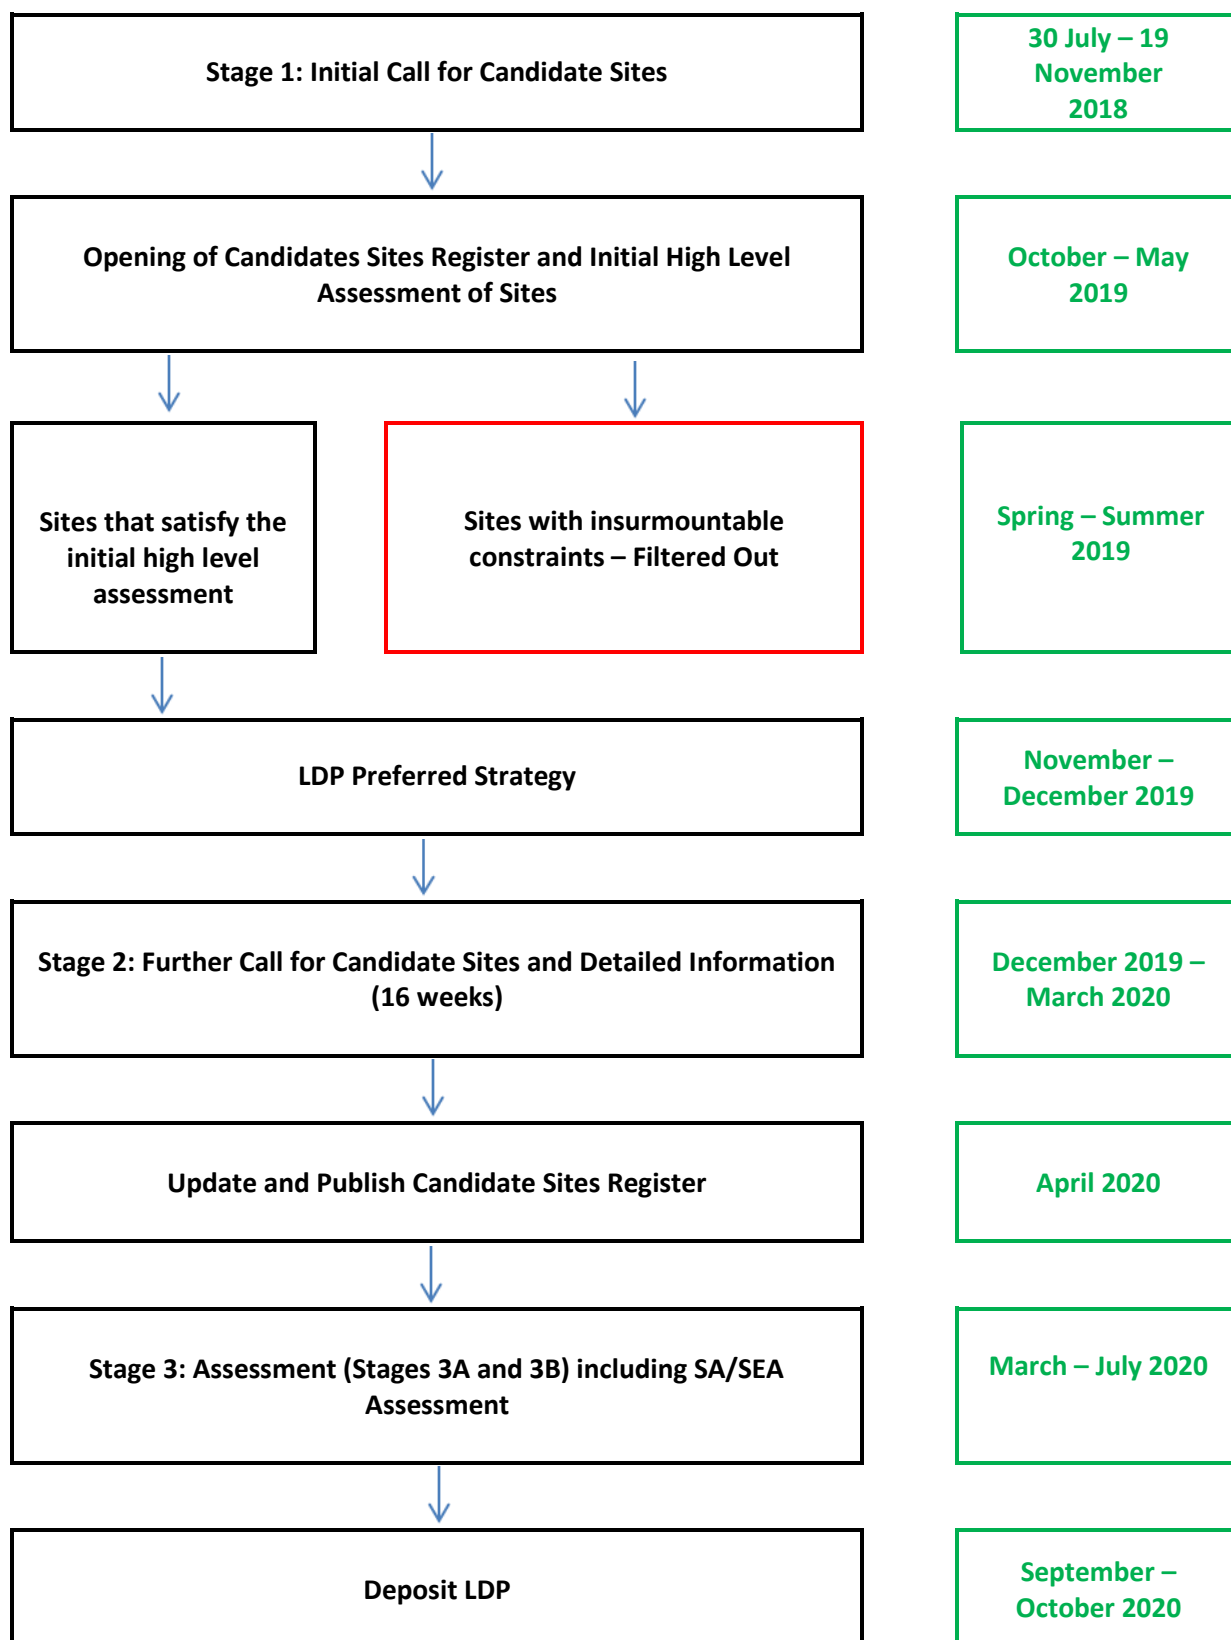 Stage 1: Initial Call for Candidate Sites
30 July – 19
November
2018
Opening of Candidates Sites Register and Initial High Level
Assessment of Sites
October – May
2019
Sites that satisfy the
initial high level
assessment
Sites with insurmountable
constraints – Filtered Out
Spring – Summer
2019
LDP Preferred Strategy
November –
December 2019
Stage 2: Further Call for Candidate Sites and Detailed Information
(16 weeks)
December 2019 –
March 2020
Update and Publish Candidate Sites Register
April 2020
Stage 3: Assessment (Stages 3A and 3B) including SA/SEA
Assessment
March – July 2020
Deposit LDP
September –
October 2020